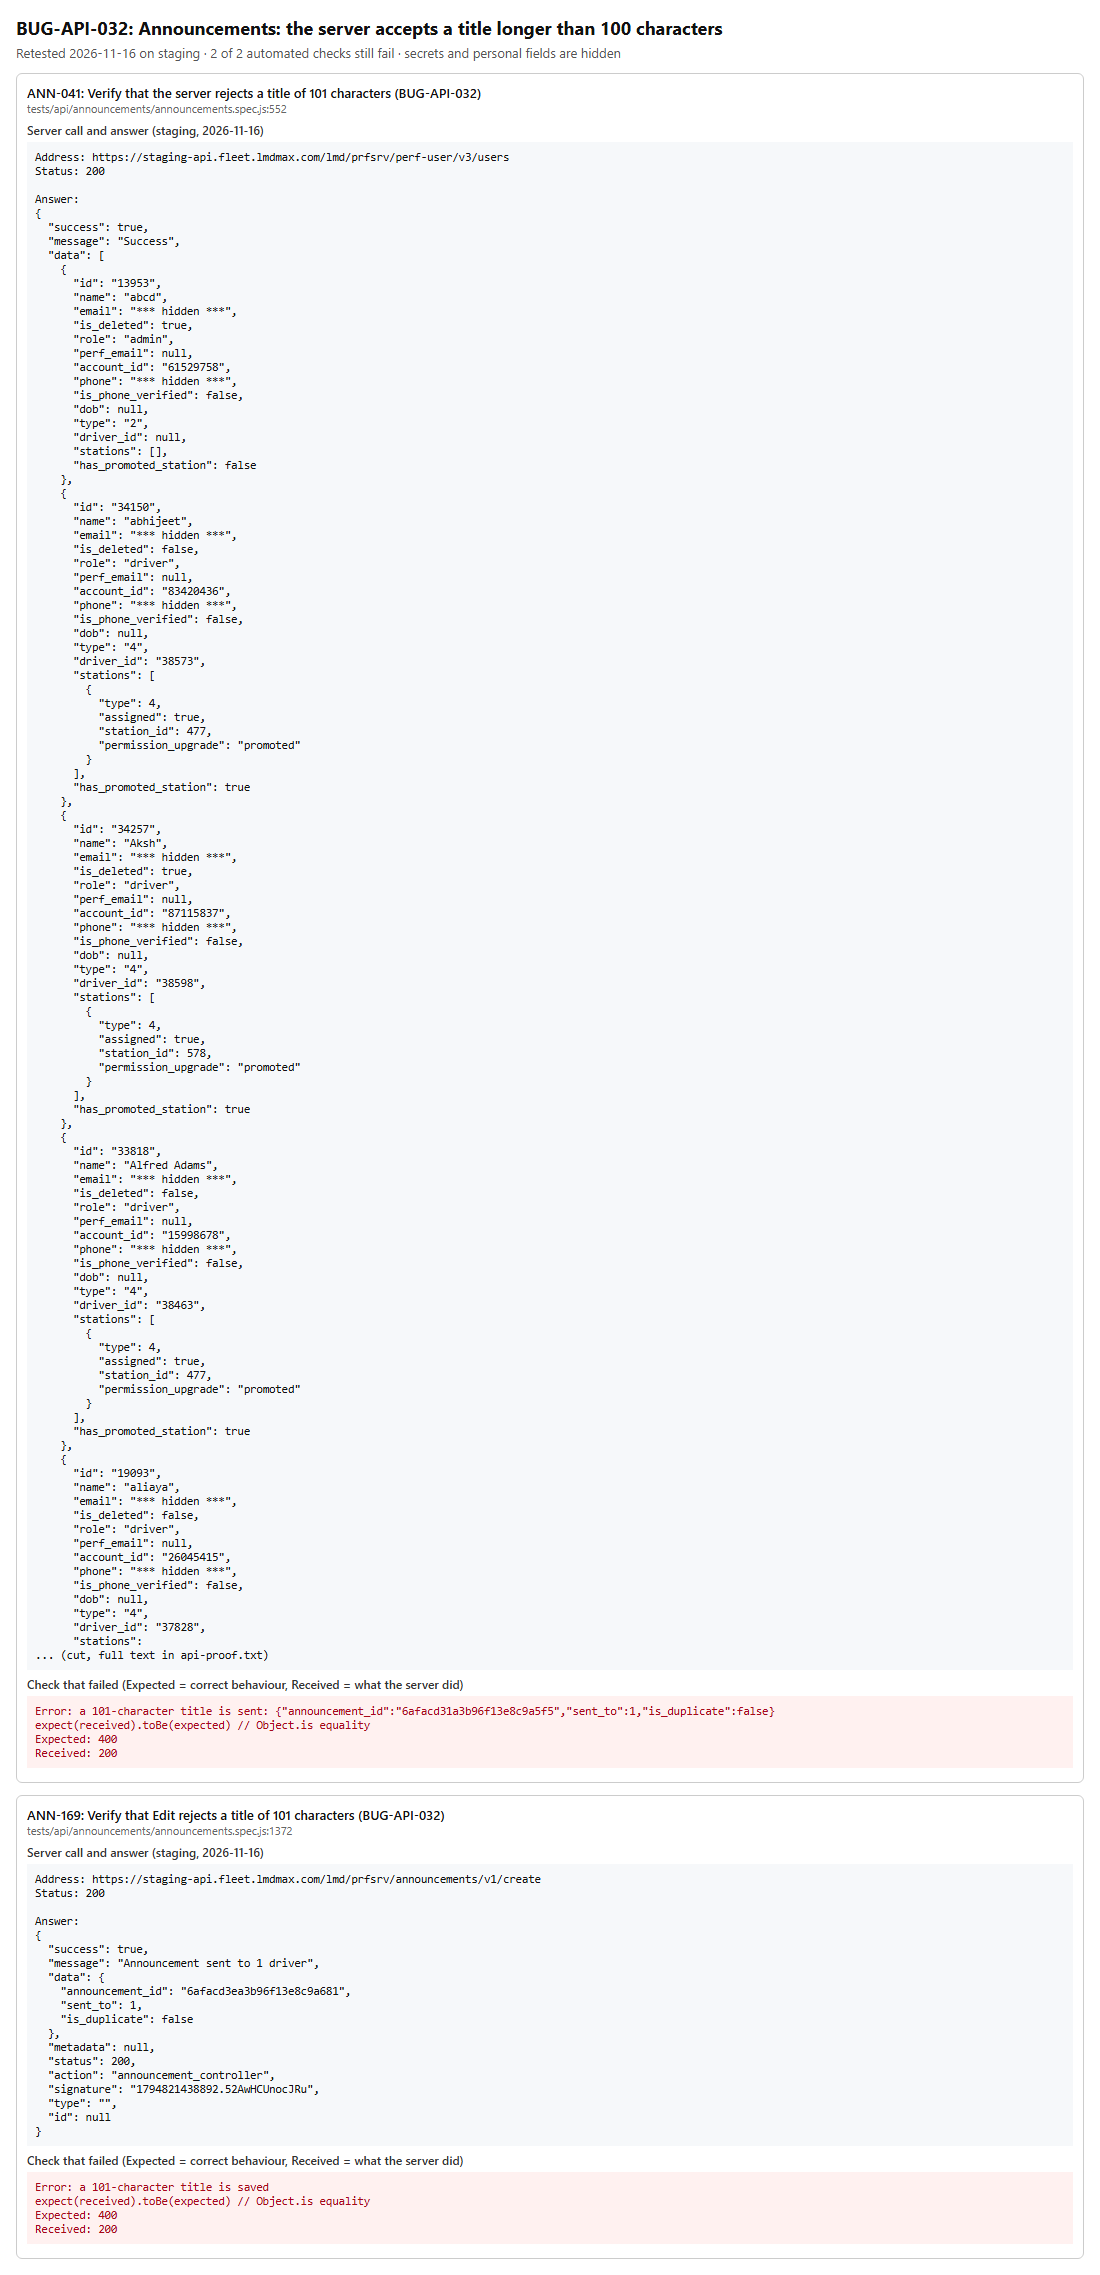 BUG-API-032: Announcements: the server accepts a title longer than 100 characters
Retested 2026-11-16 on staging · 2 of 2 automated checks still fail · secrets and personal fields are hidden
ANN-041: Verify that the server rejects a title of 101 characters (BUG-API-032)
tests/api/announcements/announcements.spec.js:552
Server call and answer (staging, 2026-11-16)
Address: https://staging-api.fleet.lmdmax.com/lmd/prfsrv/perf-user/v3/users
Status: 200
Answer:
{
  "success": true,
  "message": "Success",
  "data": [
    {
      "id": "13953",
      "name": "abcd",
      "email": "*** hidden ***",
      "is_deleted": true,
      "role": "admin",
      "perf_email": null,
      "account_id": "61529758",
      "phone": "*** hidden ***",
      "is_phone_verified": false,
      "dob": null,
      "type": "2",
      "driver_id": null,
      "stations": [],
      "has_promoted_station": false
    },
    {
      "id": "34150",
      "name": "abhijeet",
      "email": "*** hidden ***",
      "is_deleted": false,
      "role": "driver",
      "perf_email": null,
      "account_id": "83420436",
      "phone": "*** hidden ***",
      "is_phone_verified": false,
      "dob": null,
      "type": "4",
      "driver_id": "38573",
      "stations": [
        {
          "type": 4,
          "assigned": true,
          "station_id": 477,
          "permission_upgrade": "promoted"
        }
      ],
      "has_promoted_station": true
    },
    {
      "id": "34257",
      "name": "Aksh",
      "email": "*** hidden ***",
      "is_deleted": true,
      "role": "driver",
      "perf_email": null,
      "account_id": "87115837",
      "phone": "*** hidden ***",
      "is_phone_verified": false,
      "dob": null,
      "type": "4",
      "driver_id": "38598",
      "stations": [
        {
          "type": 4,
          "assigned": true,
          "station_id": 578,
          "permission_upgrade": "promoted"
        }
      ],
      "has_promoted_station": true
    },
    {
      "id": "33818",
      "name": "Alfred Adams",
      "email": "*** hidden ***",
      "is_deleted": false,
      "role": "driver",
      "perf_email": null,
      "account_id": "15998678",
      "phone": "*** hidden ***",
      "is_phone_verified": false,
      "dob": null,
      "type": "4",
      "driver_id": "38463",
      "stations": [
        {
          "type": 4,
          "assigned": true,
          "station_id": 477,
          "permission_upgrade": "promoted"
        }
      ],
      "has_promoted_station": true
    },
    {
      "id": "19093",
      "name": "aliaya",
      "email": "*** hidden ***",
      "is_deleted": false,
      "role": "driver",
      "perf_email": null,
      "account_id": "26045415",
      "phone": "*** hidden ***",
      "is_phone_verified": false,
      "dob": null,
      "type": "4",
      "driver_id": "37828",
      "stations":
... (cut, full text in api-proof.txt)
Check that failed (Expected = correct behaviour, Received = what the server did)
Error: a 101-character title is sent: {"announcement_id":"6afacd31a3b96f13e8c9a5f5","sent_to":1,"is_duplicate":false}
expect(received).toBe(expected) // Object.is equality
Expected: 400
Received: 200
ANN-169: Verify that Edit rejects a title of 101 characters (BUG-API-032)
tests/api/announcements/announcements.spec.js:1372
Server call and answer (staging, 2026-11-16)
Address: https://staging-api.fleet.lmdmax.com/lmd/prfsrv/announcements/v1/create
Status: 200
Answer:
{
  "success": true,
  "message": "Announcement sent to 1 driver",
  "data": {
    "announcement_id": "6afacd3ea3b96f13e8c9a681",
    "sent_to": 1,
    "is_duplicate": false
  },
  "metadata": null,
  "status": 200,
  "action": "announcement_controller",
  "signature": "1794821438892.52AwHCUnocJRu",
  "type": "",
  "id": null
}
Check that failed (Expected = correct behaviour, Received = what the server did)
Error: a 101-character title is saved
expect(received).toBe(expected) // Object.is equality
Expected: 400
Received: 200